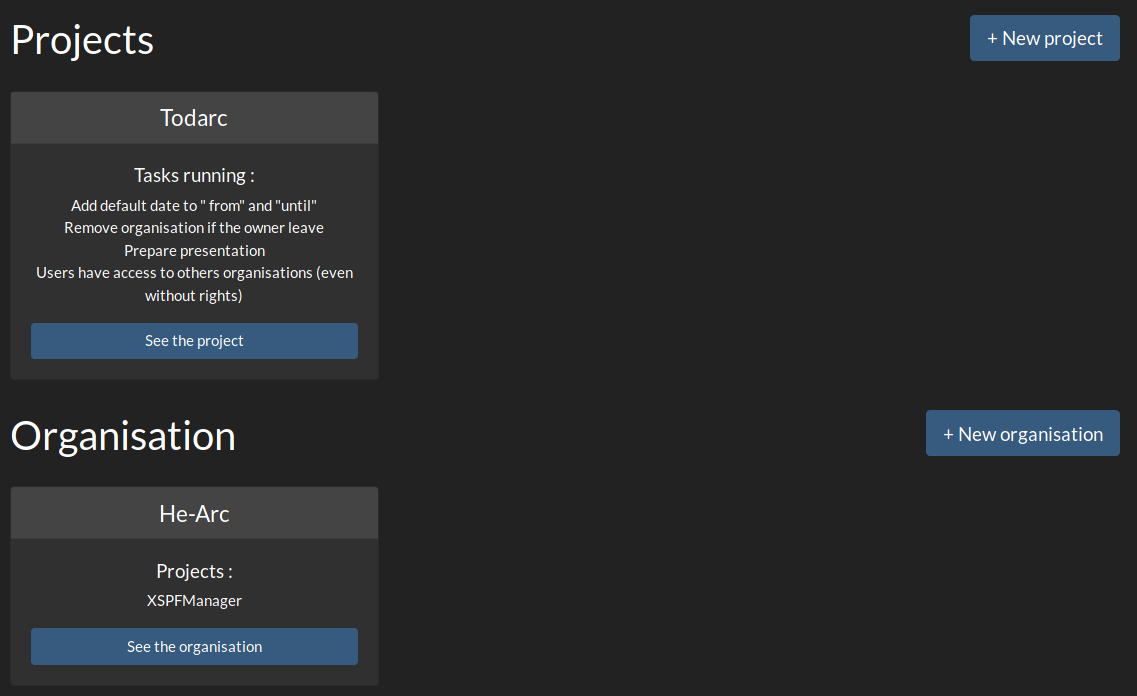 Projects
+ New project
Todarc
Tasks running :
Add default date to " from" and "until"
Remove organisation if the owner leave
Prepare presentation
Users have access to others organisations (even
without rights)
See the project
Organisation
+ New organisation
He-Arc
Projects :
XSPFManager
See the organisation